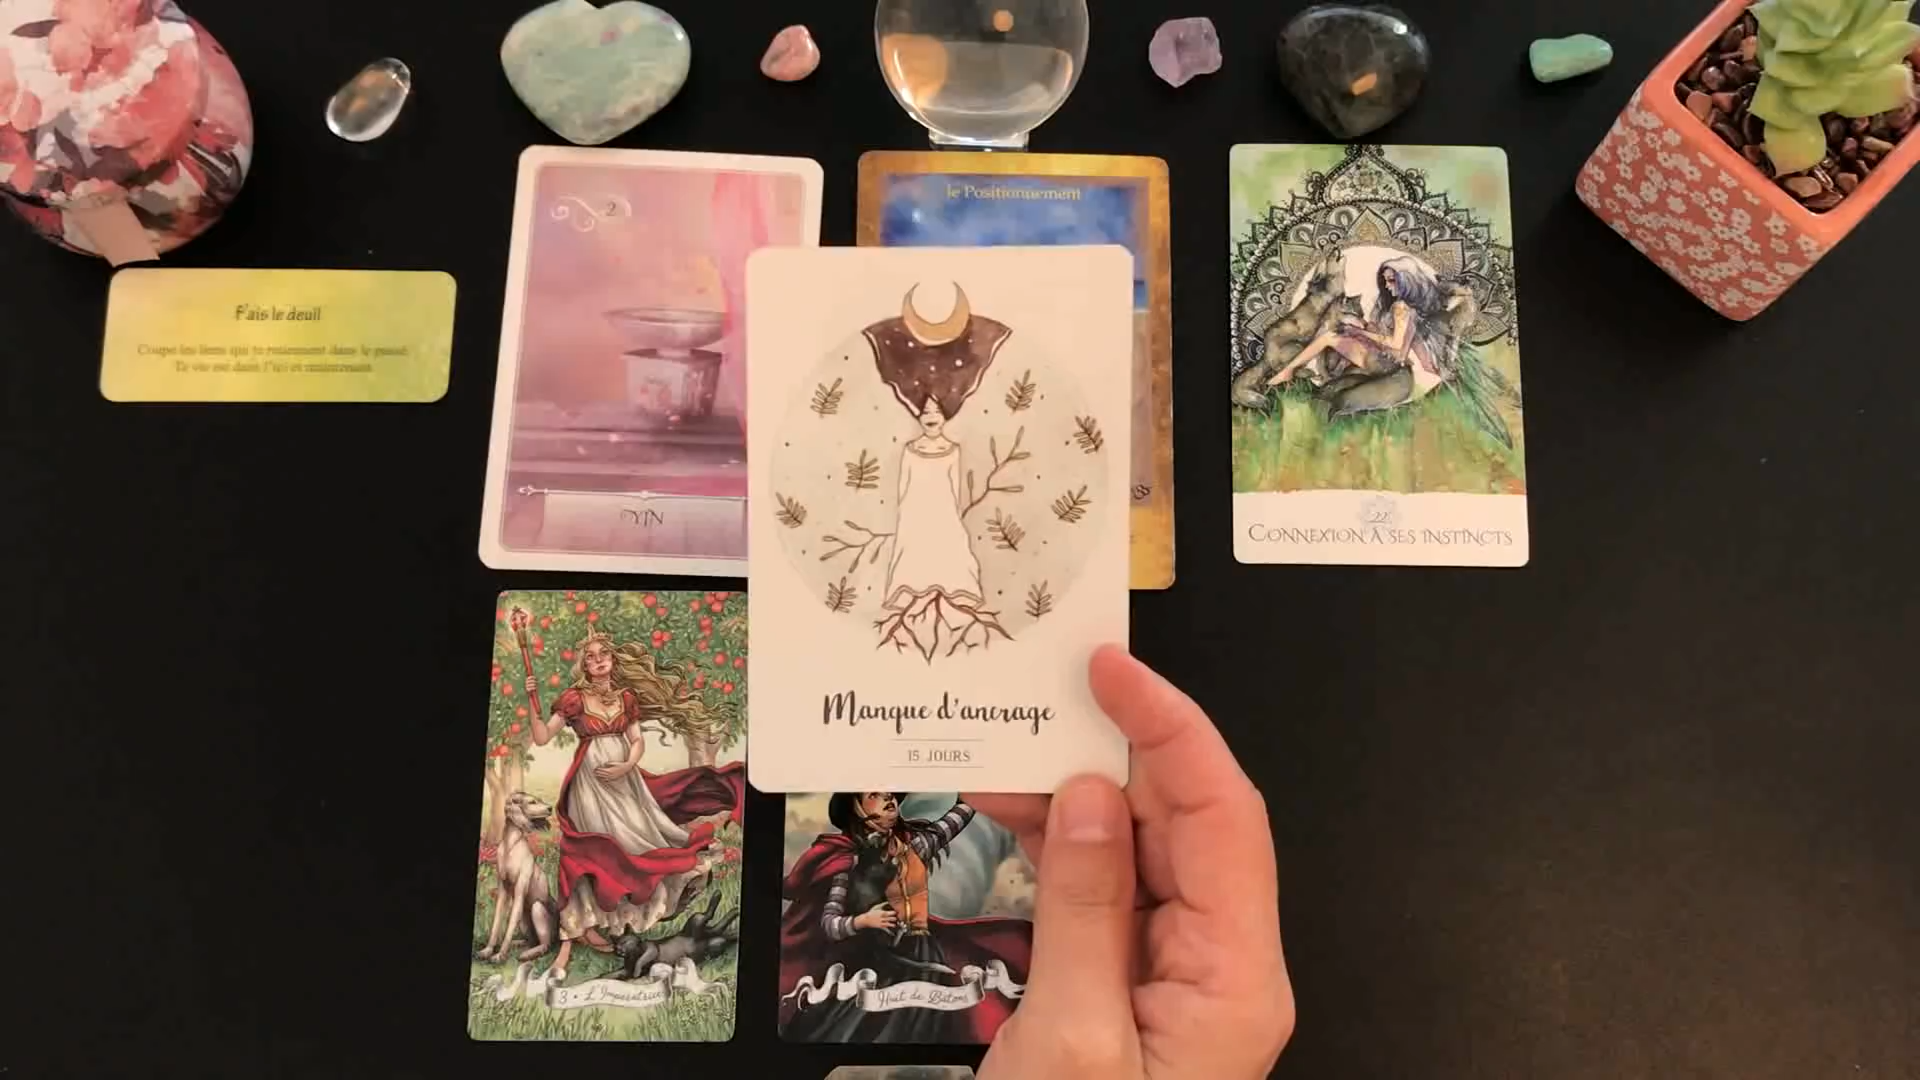 2
le Positionnement
Fais le deuil
Coupe les liens qui te retiennent dans le passé.
Ta vie est dans l'ici et maintenant.
YIN
22
CONNEXION À SES INSTINCTS
Manque d'ancrage
15 JOURS
3 • L'Impératrice
Huit de Bâtons